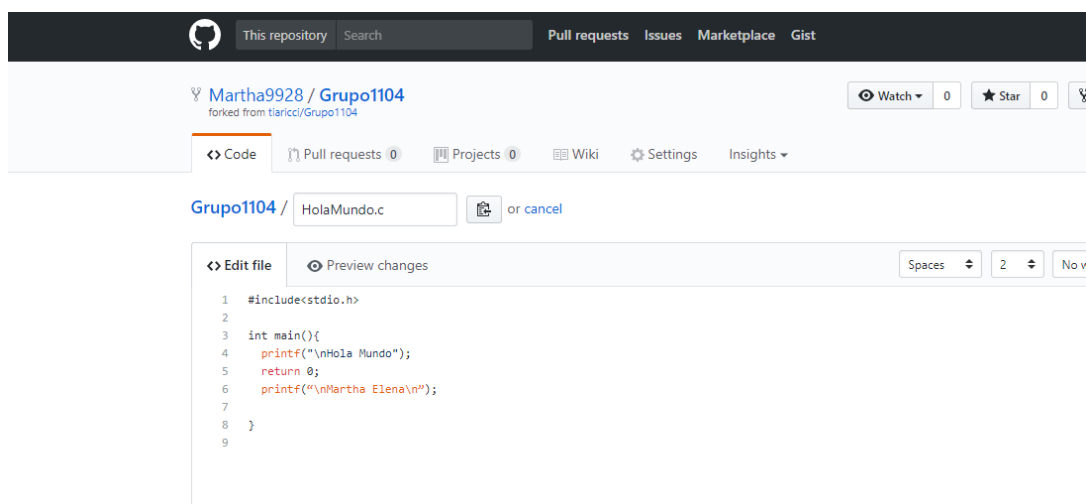 This repository Search Pull requests Issues Marketplace Gist
Martha9928 / Grupo1104
forked from tiaricci/Grupo1104
Watch 0 Star 0
Code Pull requests 0 Projects 0 Wiki Settings Insights
Grupo1104 / HolaMundo.c or cancel
Edit file Preview changes Spaces 2 No
1 #include<stdio.h>
2
3 int main(){
4 printf("\nHola Mundo");
5 return 0;
6 printf(“\nMartha Elena\n”);
7
8 }
9